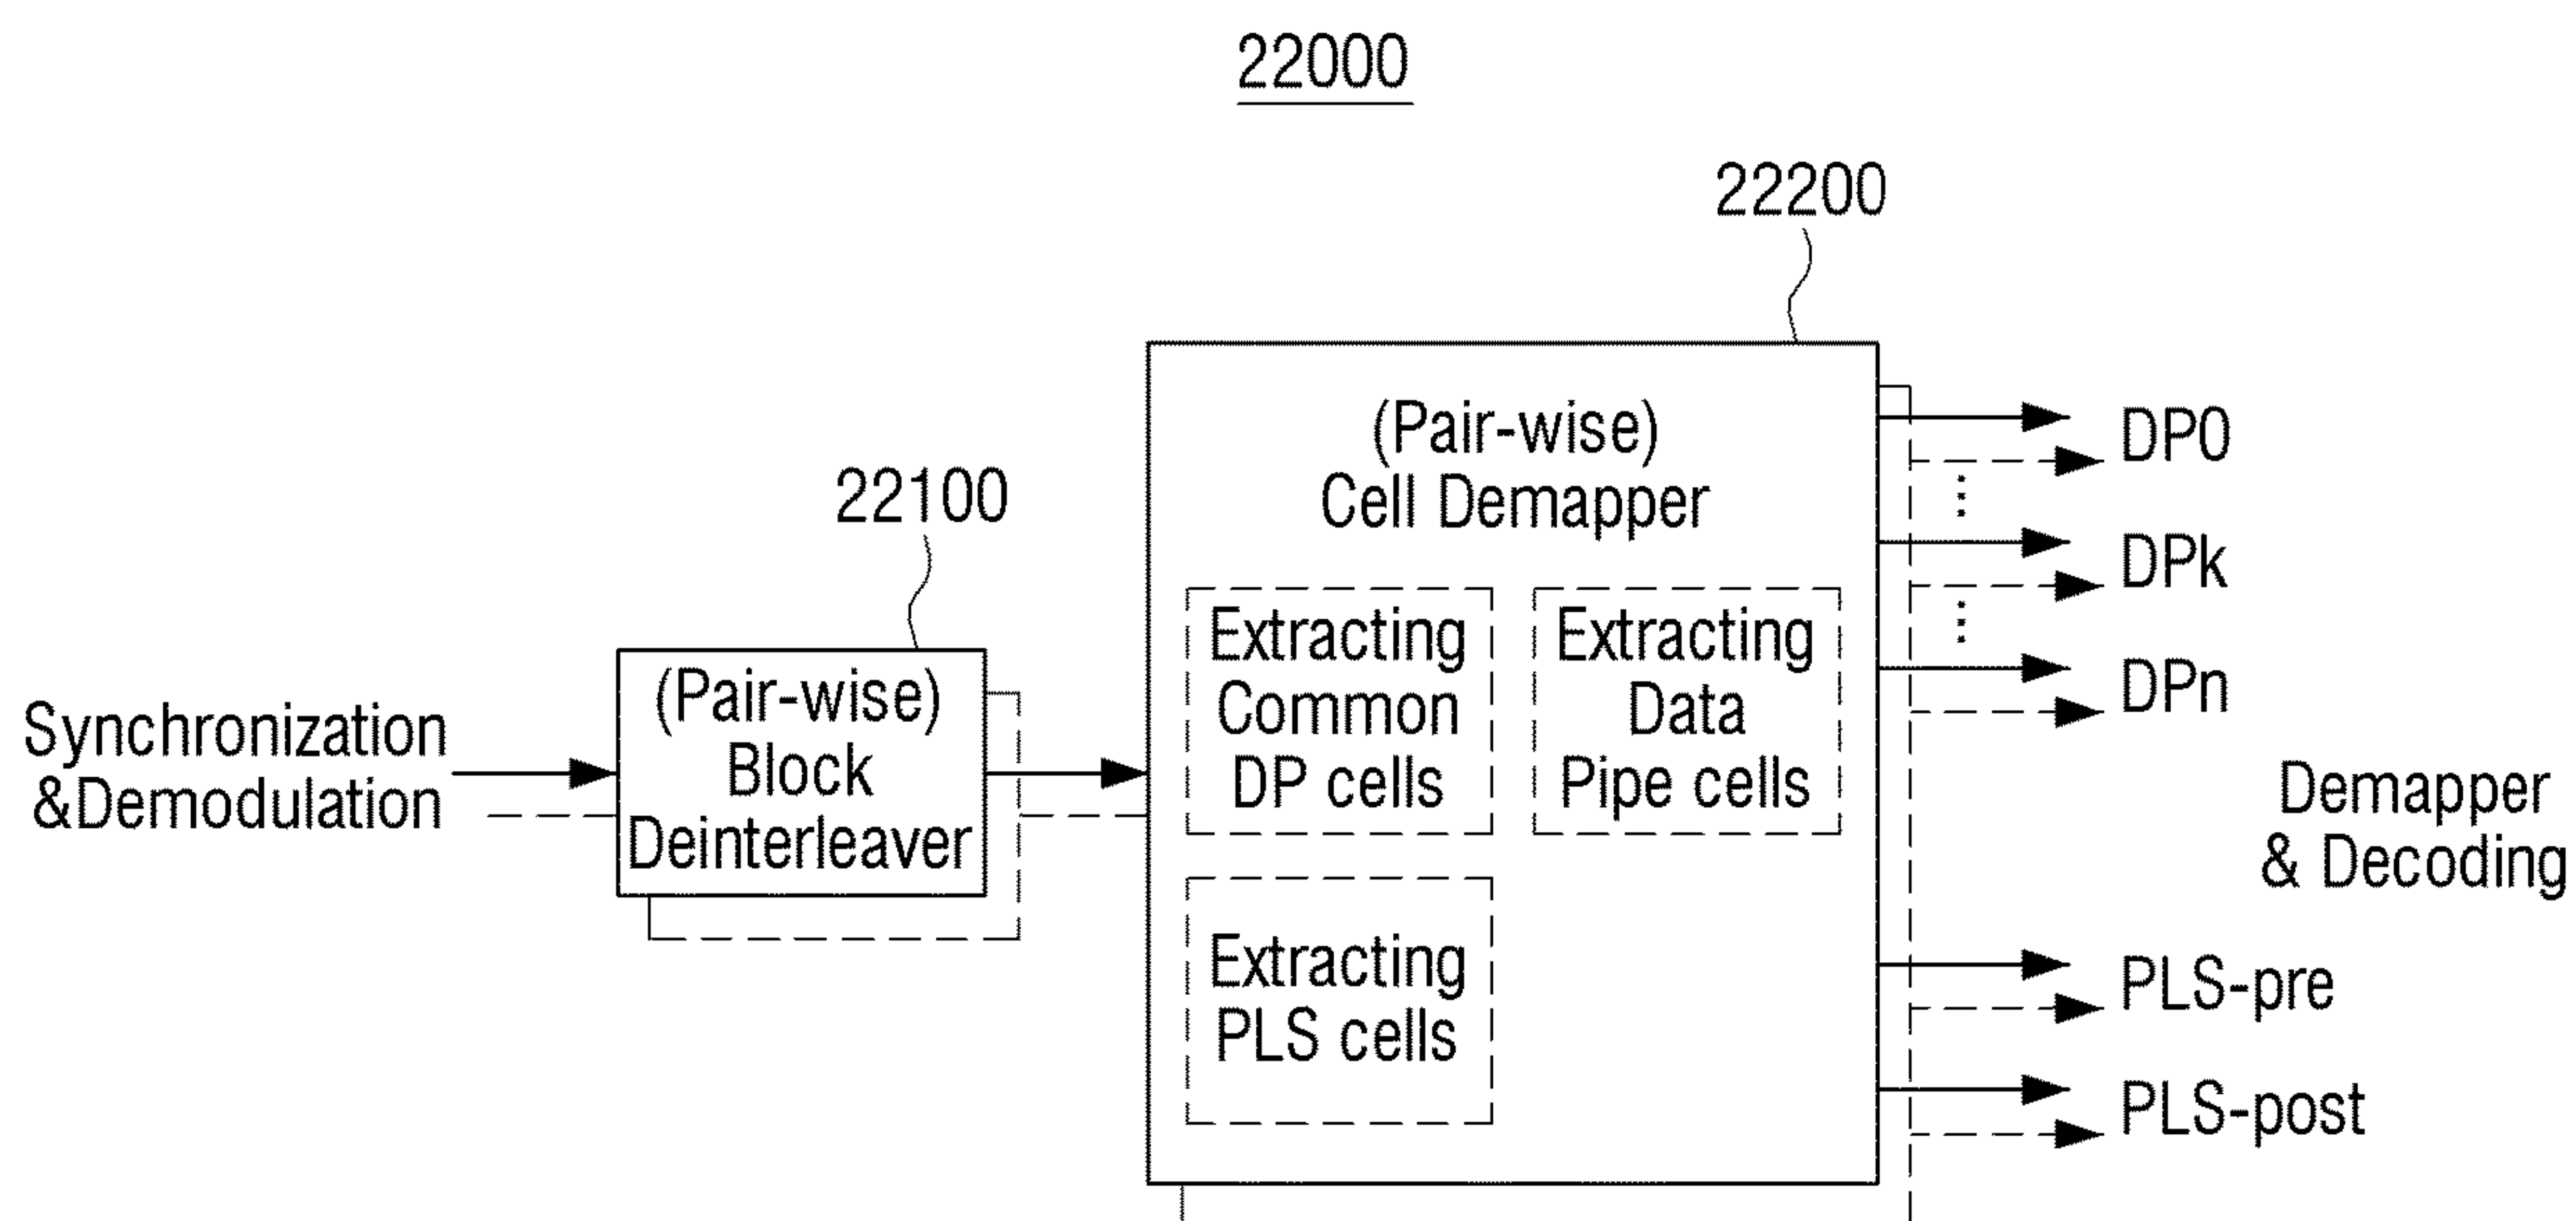 22000
22200
22100
Synchronization
&Demodulation
(Pair-wise)
Block
Deinterleaver
(Pair-wise)
Cell Demapper
Extracting
Common
DP cells
Extracting
Data
Pipe cells
Extracting
PLS cells
DP0
DPk
DPn
Demapper
& Decoding
PLS-pre
PLS-post